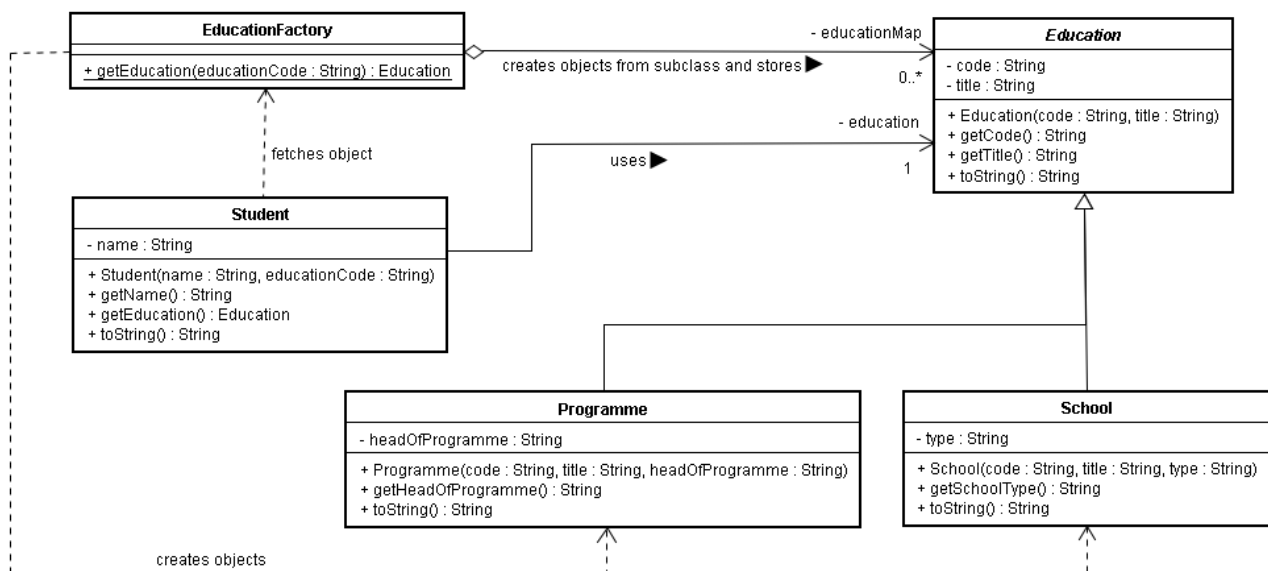 EducationFactory
+ getEducation(educationCode : String) : Education
- educationMap
creates objects from subclass and stores
0..*
Education
- code : String
- title : String
+ Education(code : String, title : String)
+ getCode() : String
+ getTitle() : String
+ toString() : String
- education
uses
1
fetches object
Student
- name : String
+ Student(name : String, educationCode : String)
+ getName() : String
+ getEducation() : Education
+ toString() : String
Programme
- headOfProgramme : String
+ Programme(code : String, title : String, headOfProgramme : String)
+ getHeadOfProgramme() : String
+ toString() : String
School
- type : String
+ School(code : String, title : String, type : String)
+ getSchoolType() : String
+ toString() : String
creates objects